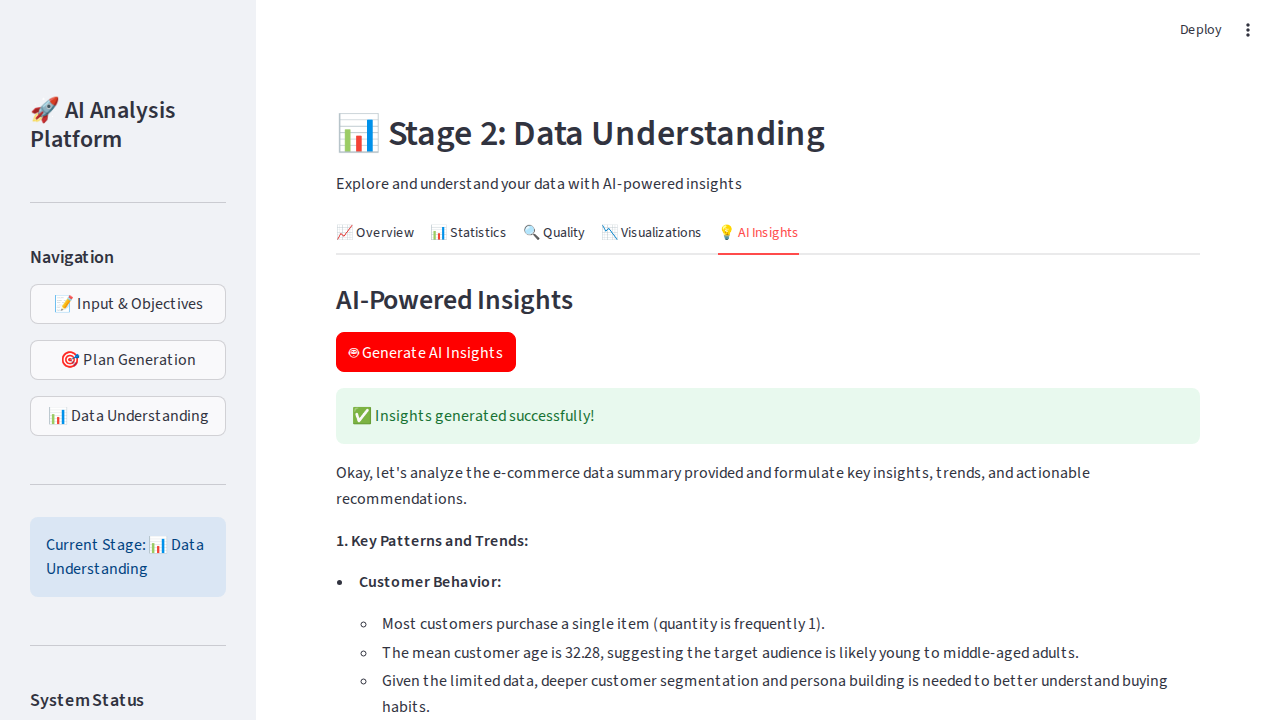 Deploy
🚀 AI Analysis
Platform
Navigation
📝 Input & Objectives
🎯 Plan Generation
📊 Data Understanding
Current Stage: 📊 Data
Understanding
System Status
📊 Stage 2: Data Understanding
Explore and understand your data with AI-powered insights
📈 Overview 📊 Statistics 🔍 Quality 📉 Visualizations 💡 AI Insights
AI-Powered Insights
Generate AI Insights
✅ Insights generated successfully!
Okay, let's analyze the e-commerce data summary provided and formulate key insights, trends, and actionable
recommendations.
1. Key Patterns and Trends:
• Customer Behavior:
◦ Most customers purchase a single item (quantity is frequently 1).
◦ The mean customer age is 32.28, suggesting the target audience is likely young to middle-aged adults.
◦ Given the limited data, deeper customer segmentation and persona building is needed to better understand buying
habits.